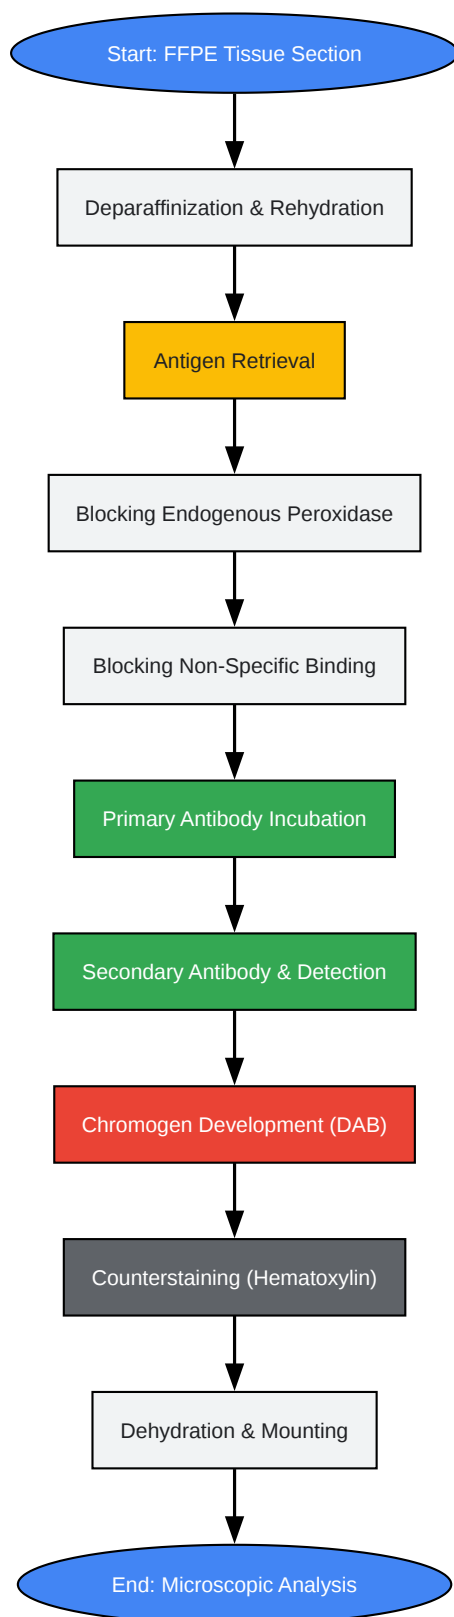 Start: FFPE Tissue Section
Deparaffinization & Rehydration
Antigen Retrieval
Blocking Endogenous Peroxidase
Blocking Non-Specific Binding
Primary Antibody Incubation
Secondary Antibody & Detection
Chromogen Development (DAB)
Counterstaining (Hematoxylin)
Dehydration & Mounting
End: Microscopic Analysis